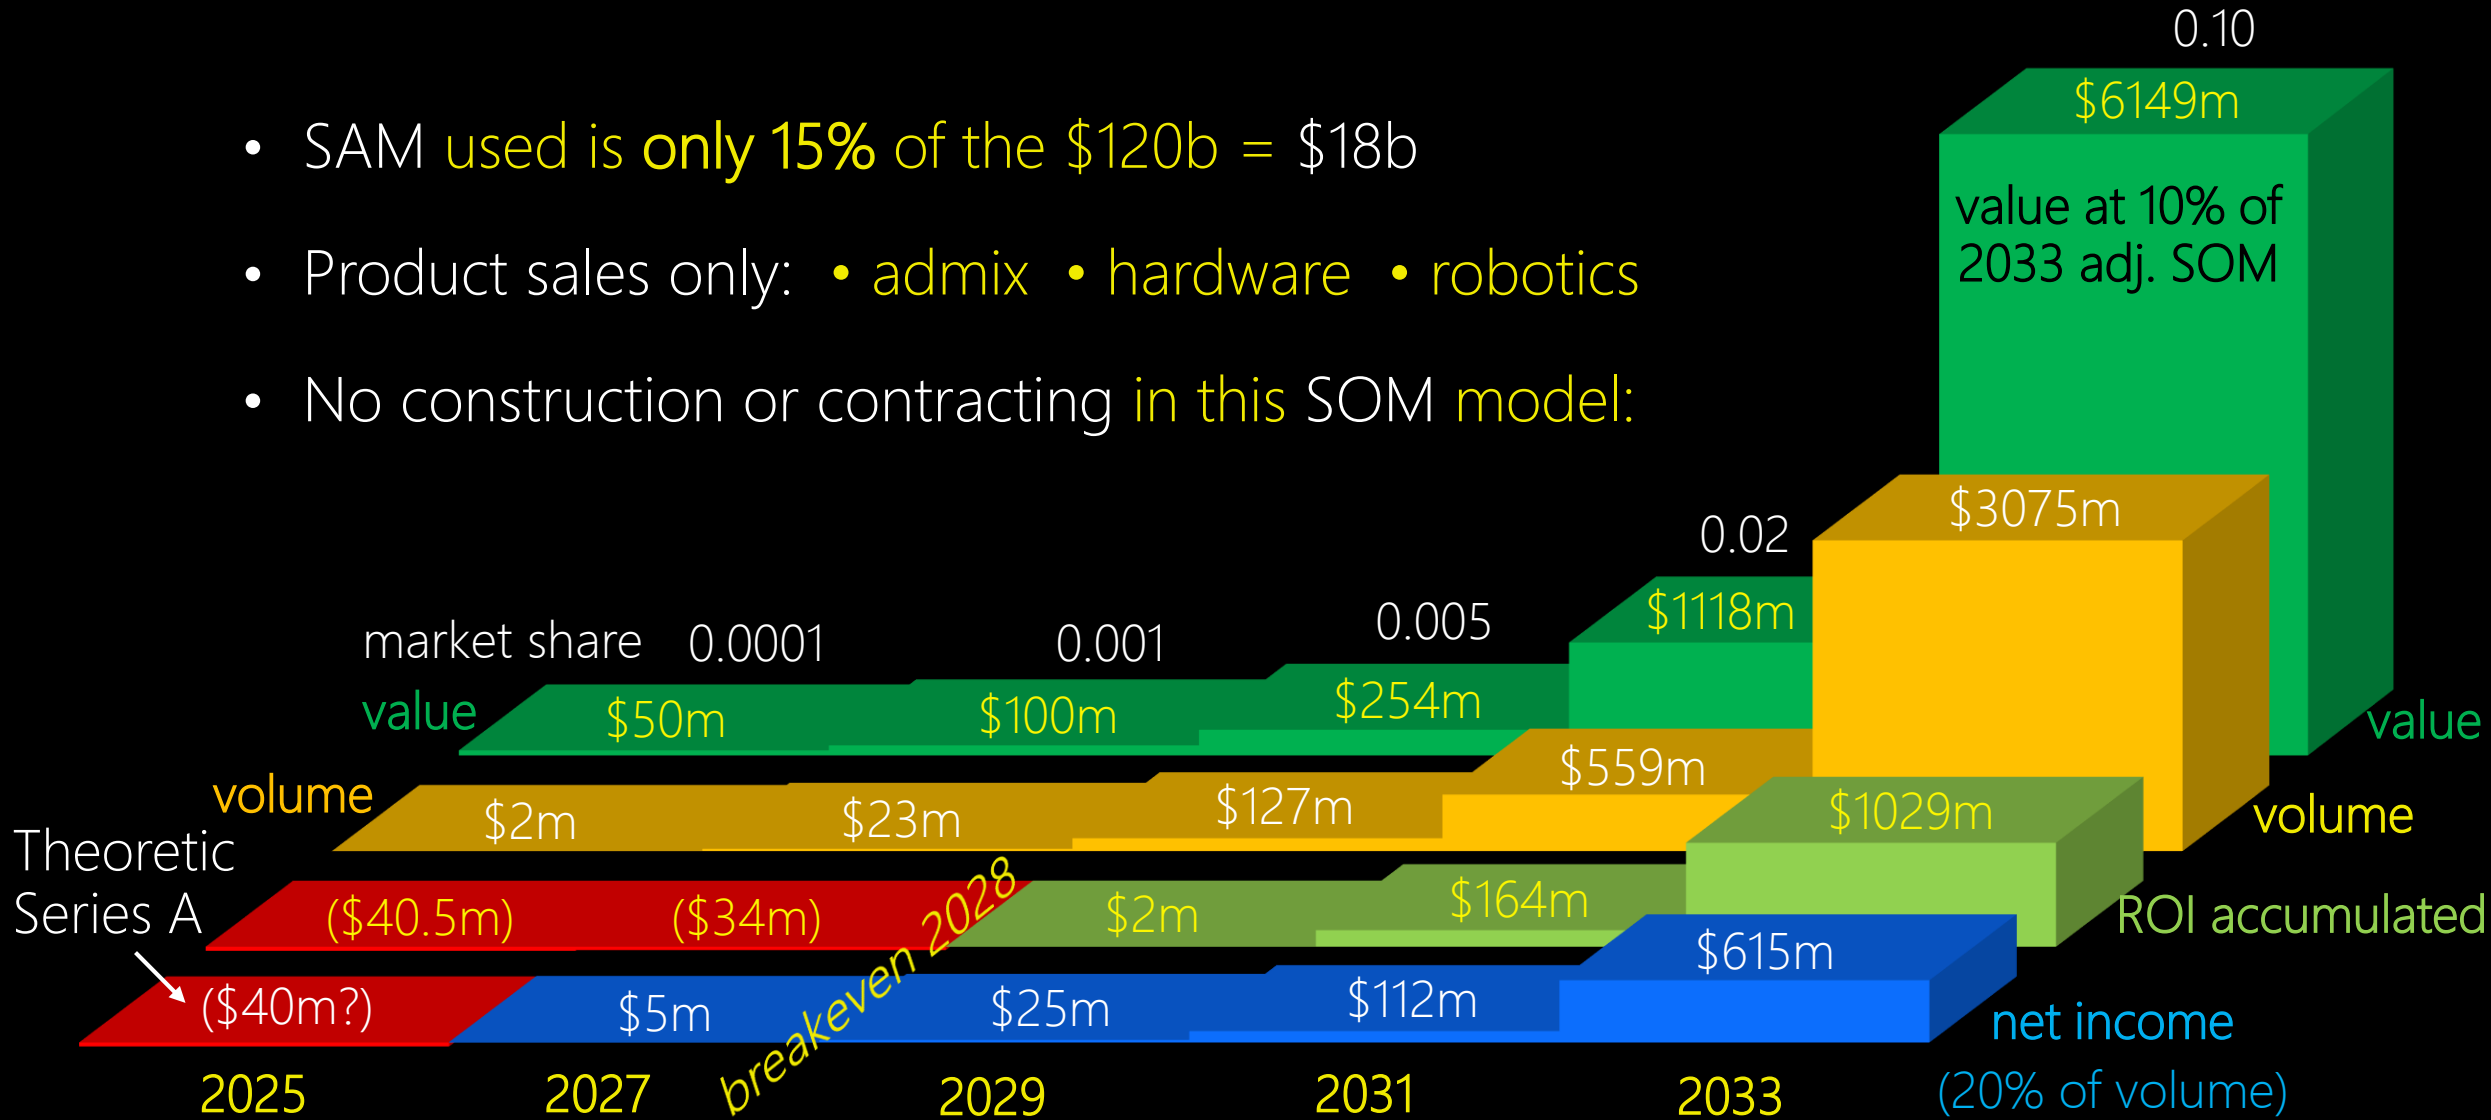 • SAM used is only 15% of the $120b = $18b
• Product sales only: • admix • hardware • robotics
• No construction or contracting in this SOM model:
0.10
$6149m
value at 10% of
2033 adj. SOM
market share 0.0001 0.001 0.005 0.02
value $50m $100m $254m $1118m value
volume $2m $23m $127m $559m $3075m volume
Theoretic
Series A
($40.5m) ($34m) $2m $164m $1029m ROI accumulated
($40m?) $5m $25m $112m $615m net income
(20% of volume)
breakeven 2028
2025 2027 2029 2031 2033